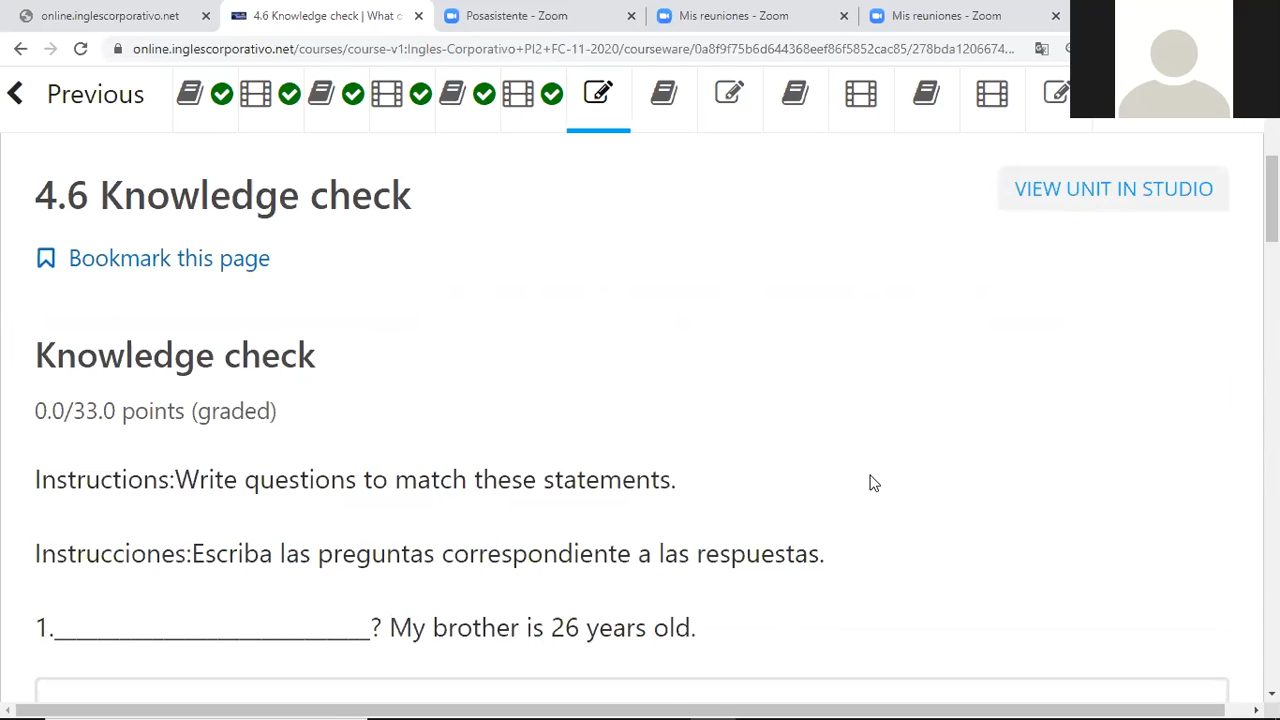 online.inglescorporativo.net
4.6 Knowledge check | What c
Posasistente - Zoom
Mis reuniones - Zoom
Mis reuniones - Zoom
online.inglescorporativo.net/courses/course-v1:Ingles-Corporativo+PI2+FC-11-2020/courseware/0a8f9f7506d644368eef86f5852cac85/278bda1206674...
Previous
4.6 Knowledge check
VIEW UNIT IN STUDIO
Bookmark this page
Knowledge check
0.0/33.0 points (graded)
Instructions:Write questions to match these statements.
Instrucciones:Escriba las preguntas correspondiente a las respuestas.
1.____________________________? My brother is 26 years old.